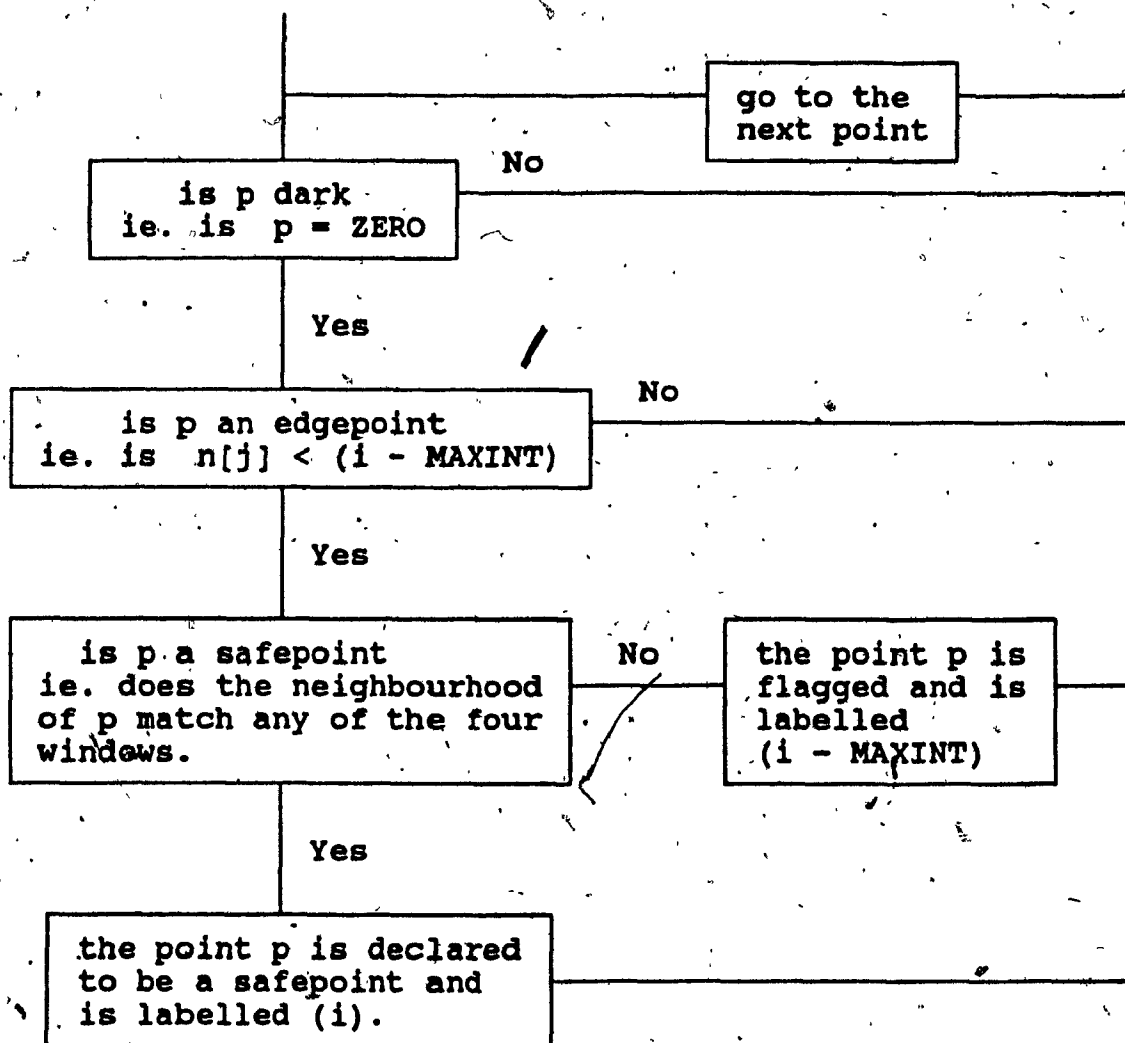 go to the
next point
No
is p dark
ie. is p = ZERO
Yes
No
is p an edgepoint
ie. is n[j] < (i - MAXINT)
Yes
is p a safepoint
ie. does the neighbourhood
of p match any of the four
windows.
No
the point p is
flagged and is
labelled
(i - MAXINT)
Yes
the point p is declared
to be a safepoint and
is labelled (i).